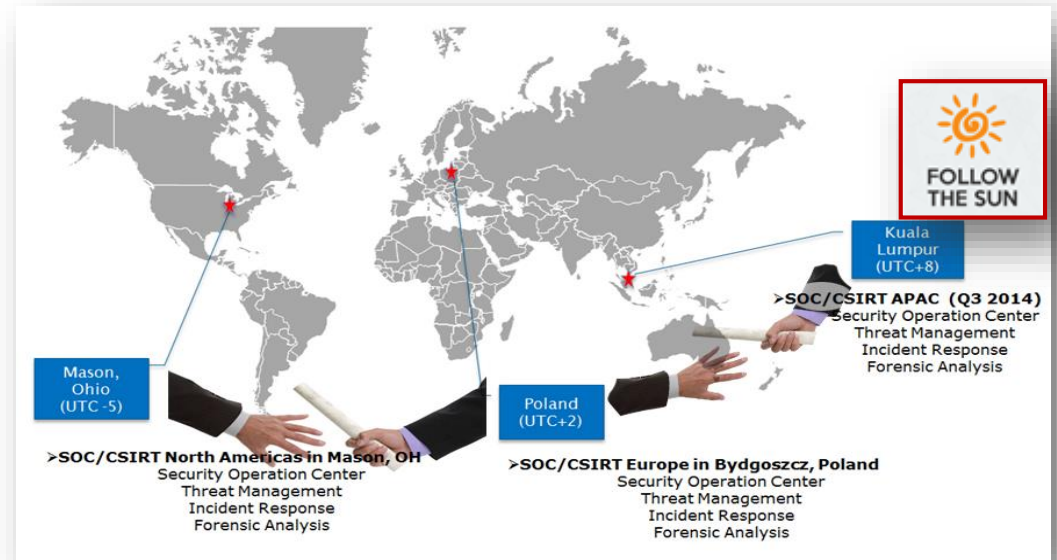 FOLLOW
THE SUN
Kuala
Lumpur
(UTC+8)
➢SOC/CSIRT APAC (Q3 2014)
Security Operation Center
Threat Management
Incident Response
Forensic Analysis
Mason,
Ohio
(UTC -5)
Poland
(UTC+2)
➢SOC/CSIRT North Americas in Mason, OH
Security Operation Center
Threat Management
Incident Response
Forensic Analysis
➢SOC/CSIRT Europe in Bydgoszcz, Poland
Security Operation Center
Threat Management
Incident Response
Forensic Analysis